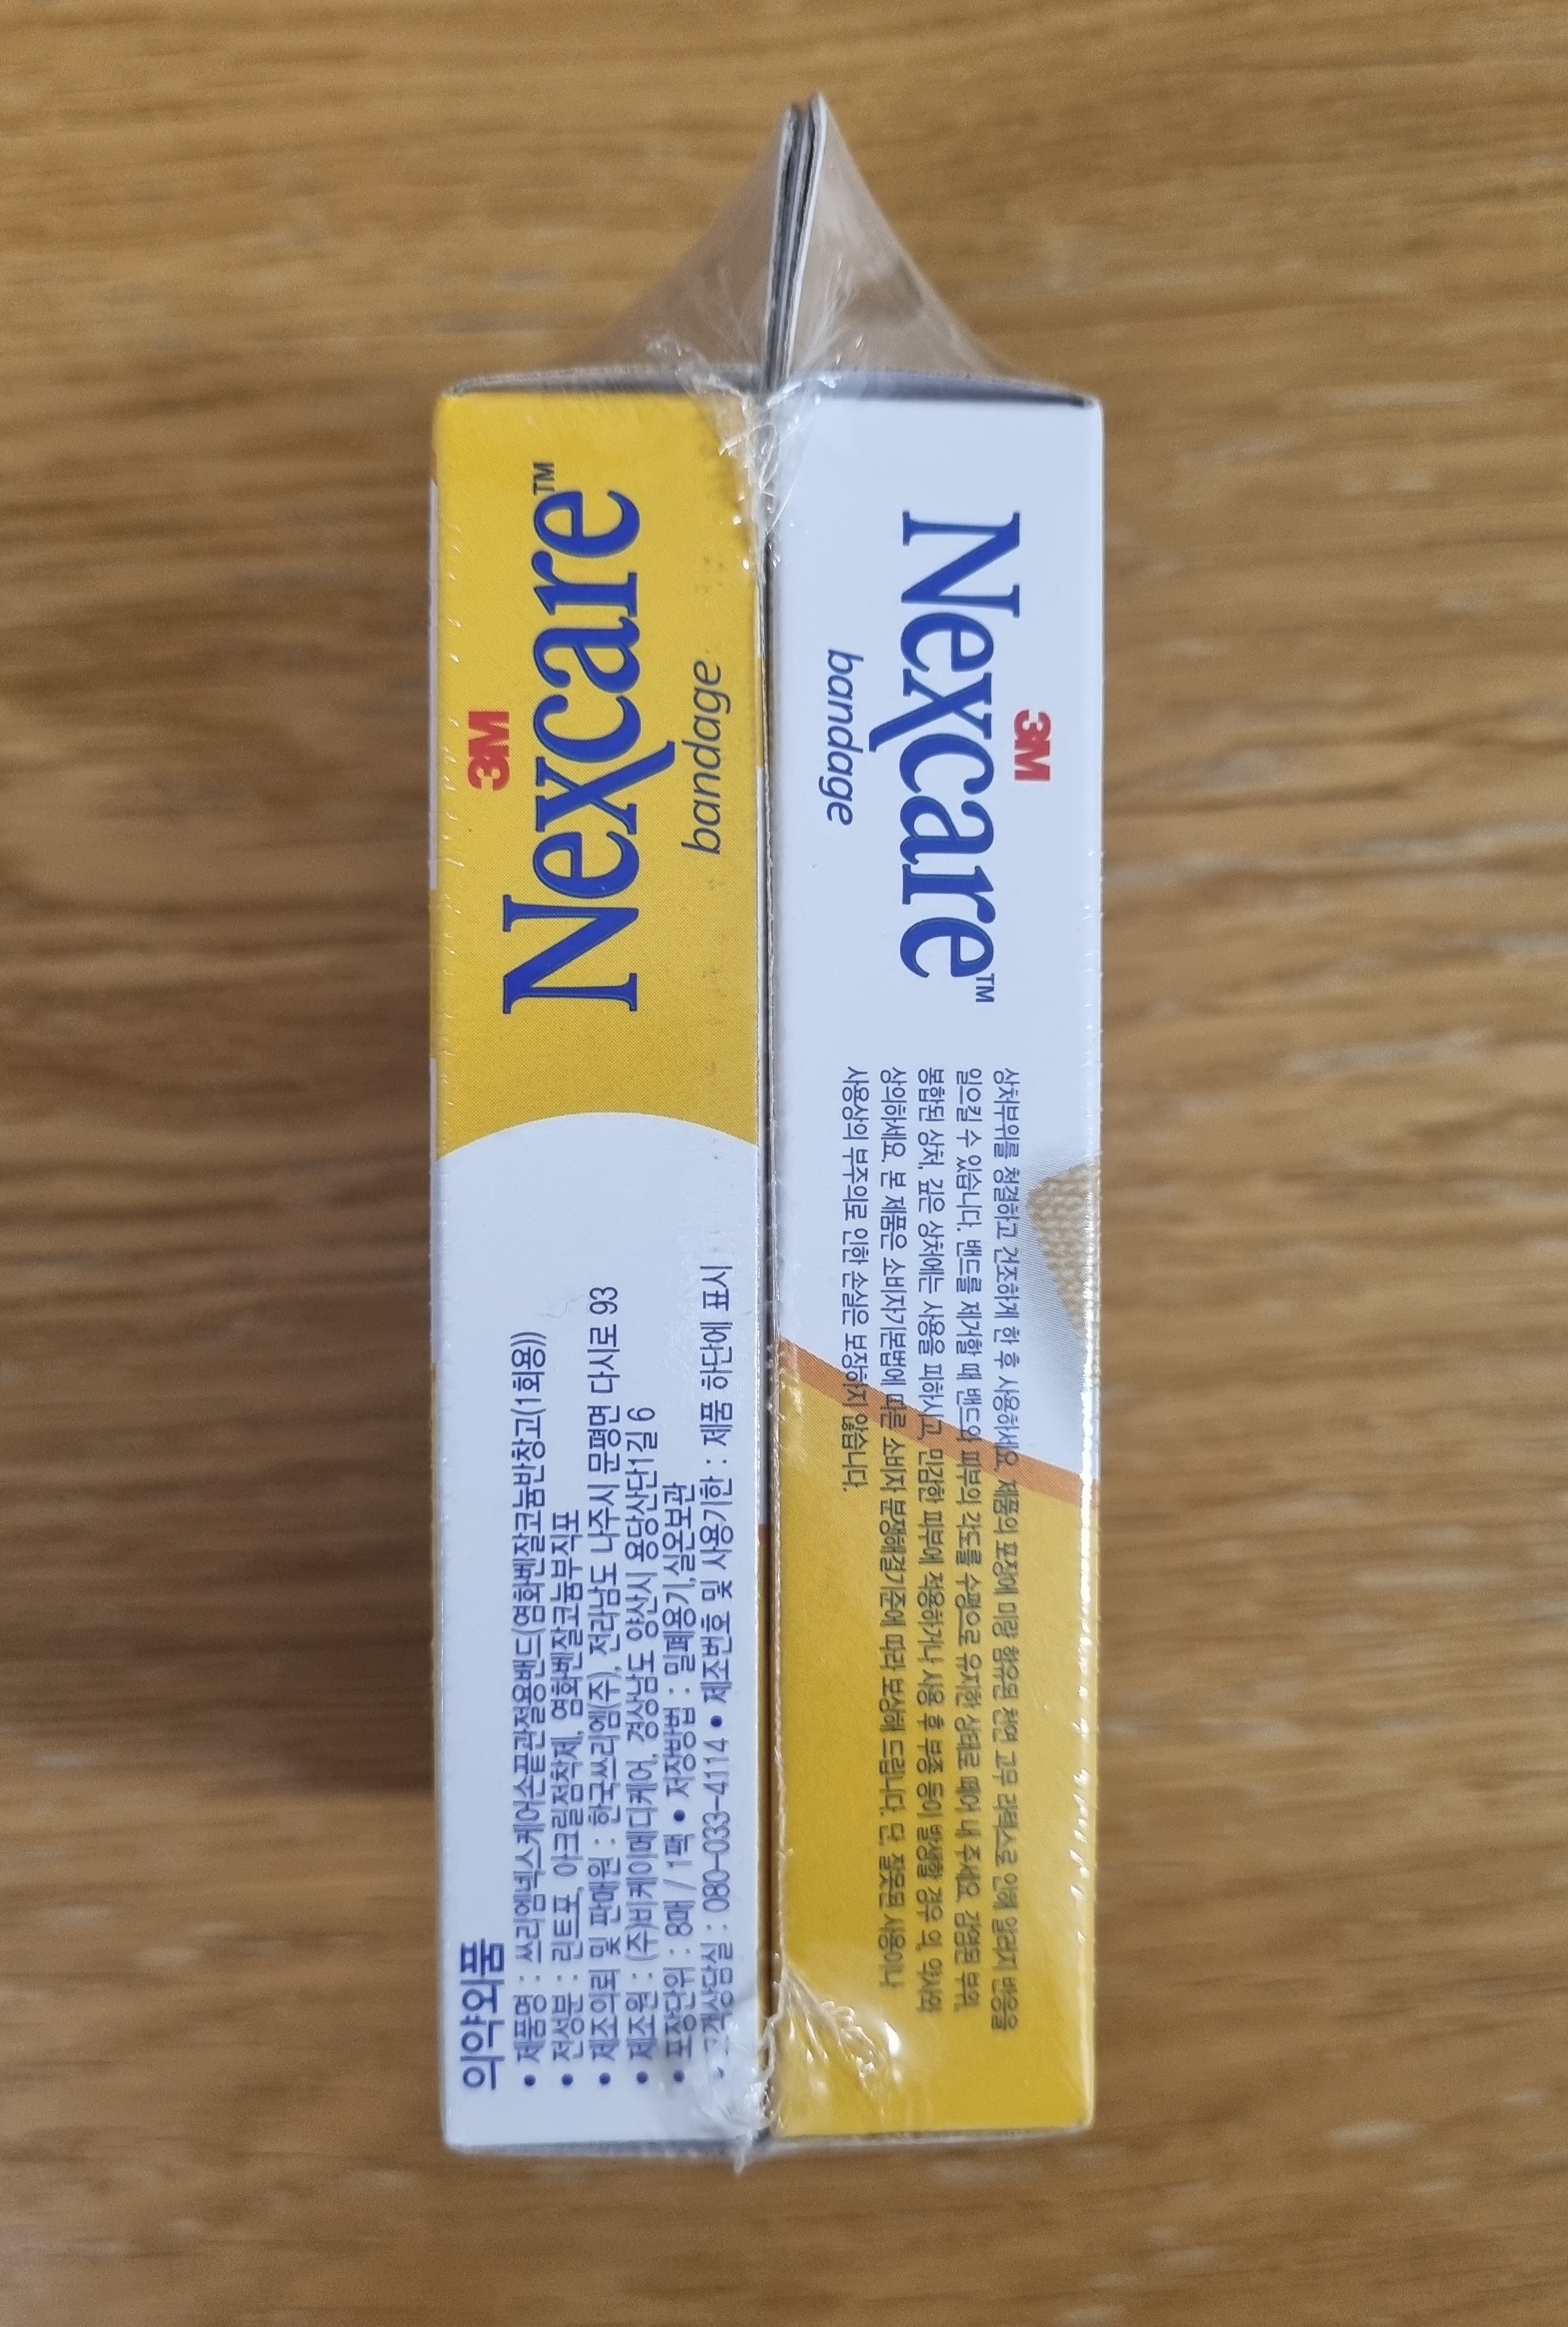 3M
Nexcare™
bandage
의약외품
• 제품명 : 쓰리엠넥스케어손끝관절용밴드(염화벤잘코늄반창고(1회용))
• 전성분 : 린트포, 아크릴점착제, 염화벤잘코늄부직포
• 제조의뢰 및 판매원 : 한국쓰리엠(주), 전라남도 나주시 문평면 다시로 93
• 제조원 : (주)비케이메디케어, 경상남도 양산시 용당산단1길 6
• 포장단위 : 8매 / 1팩 • 저장방법 : 밀폐용기,실온보관
• 고객상담실 : 080-033-4114 • 제조번호 및 사용기한 : 제품 하단에 표시
3M
Nexcare™
bandage
상처부위를 청결하고 건조하게 한 후 사용하세요. 제품의 포장에 미량 함유된 천연 고무 라텍스로 인해 알러지 반응을
일으킬 수 있습니다. 밴드를 제거할 때 밴드와 피부의 각도를 수평으로 유지한 상태로 떼어 내 주세요. 감염된 부위,
봉합된 상처, 깊은 상처에는 사용을 피하시고, 민감한 피부에 적용하거나 사용 후 부종 등이 발생할 경우 의, 약사와
상의하세요. 본 제품은 소비자기본법에 따른 소비자 분쟁해결기준에 따라 보상해 드립니다. 단, 잘못된 사용이나
사용상의 부주의로 인한 손실은 보장하지 않습니다.